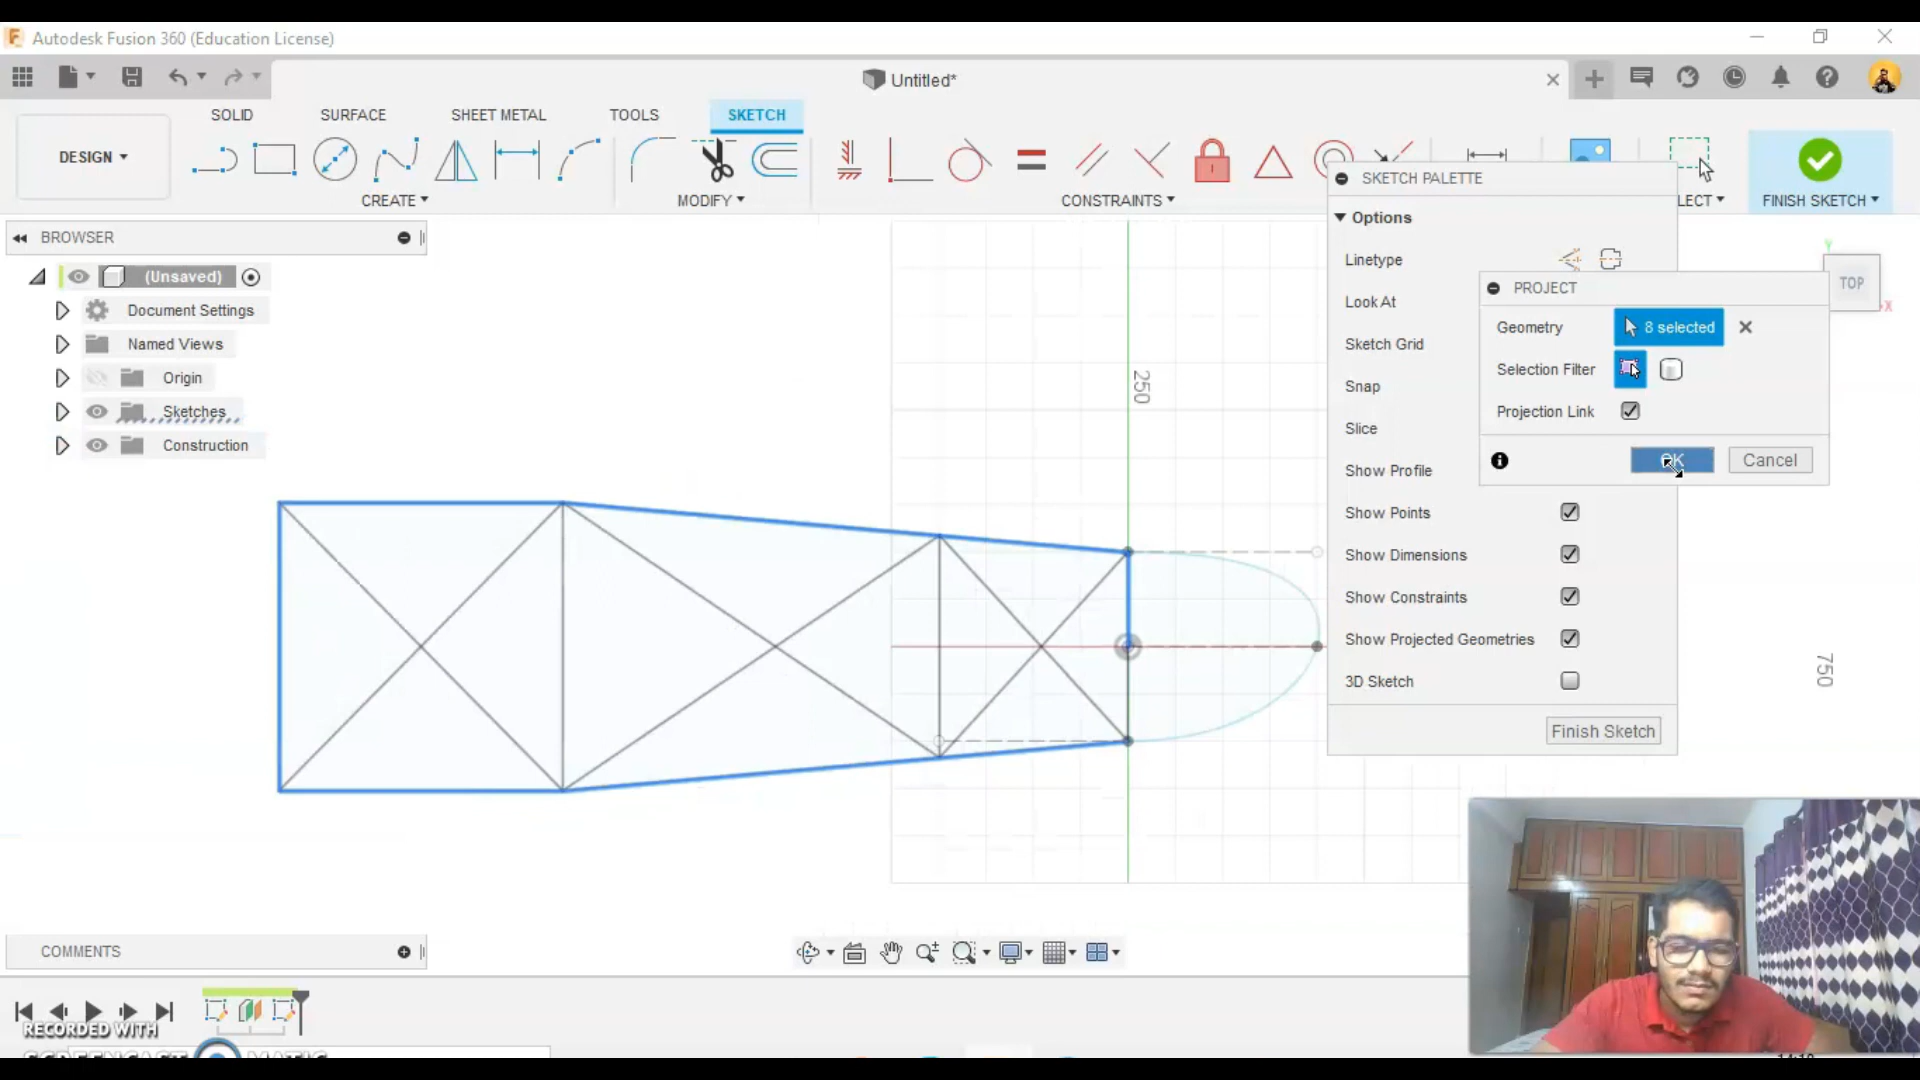 Autodesk Fusion 360 (Education License)
Untitled*
SOLID
SURFACE
SHEET METAL
TOOLS
SKETCH
DESIGN
CREATE
MODIFY
CONSTRAINTS
LECT
FINISH SKETCH
BROWSER
(Unsaved)
Document Settings
Named Views
Origin
Sketches
Construction
SKETCH PALETTE
Options
Linetype
Look At
Sketch Grid
Snap
Slice
Show Profile
Show Points
Show Dimensions
Show Constraints
Show Projected Geometries
3D Sketch
Finish Sketch
PROJECT
Geometry
8 selected
Selection Filter
Projection Link
OK
Cancel
TOP
Y
X
250
750
COMMENTS
RECORDED WITH